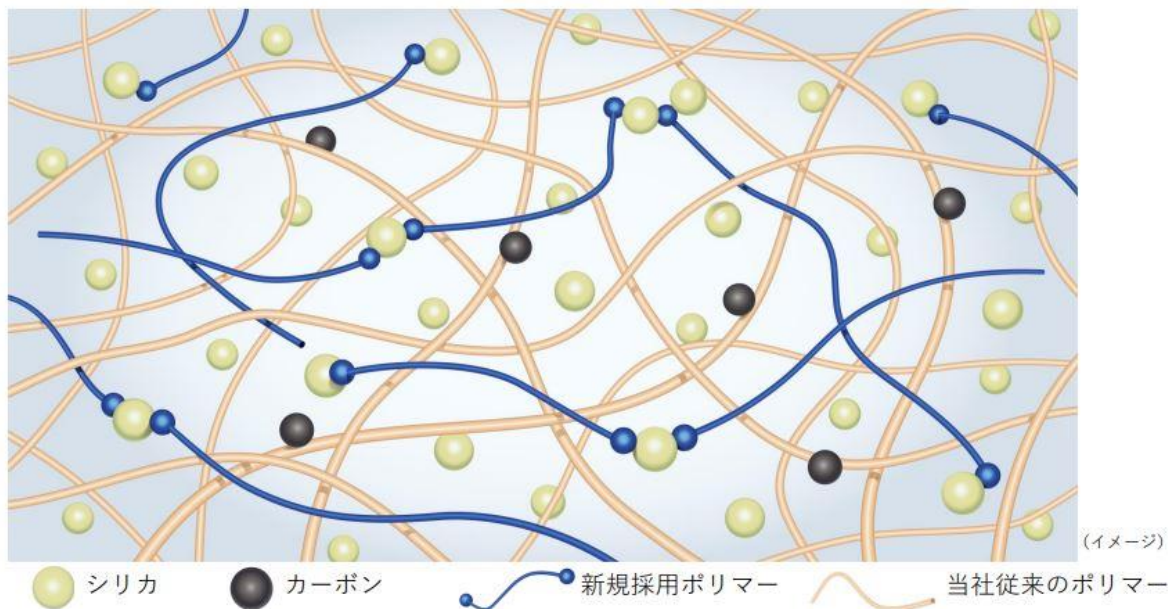 (イメージ)
シリカ
カーボン
新規採用ポリマー
当社従来のポリマー